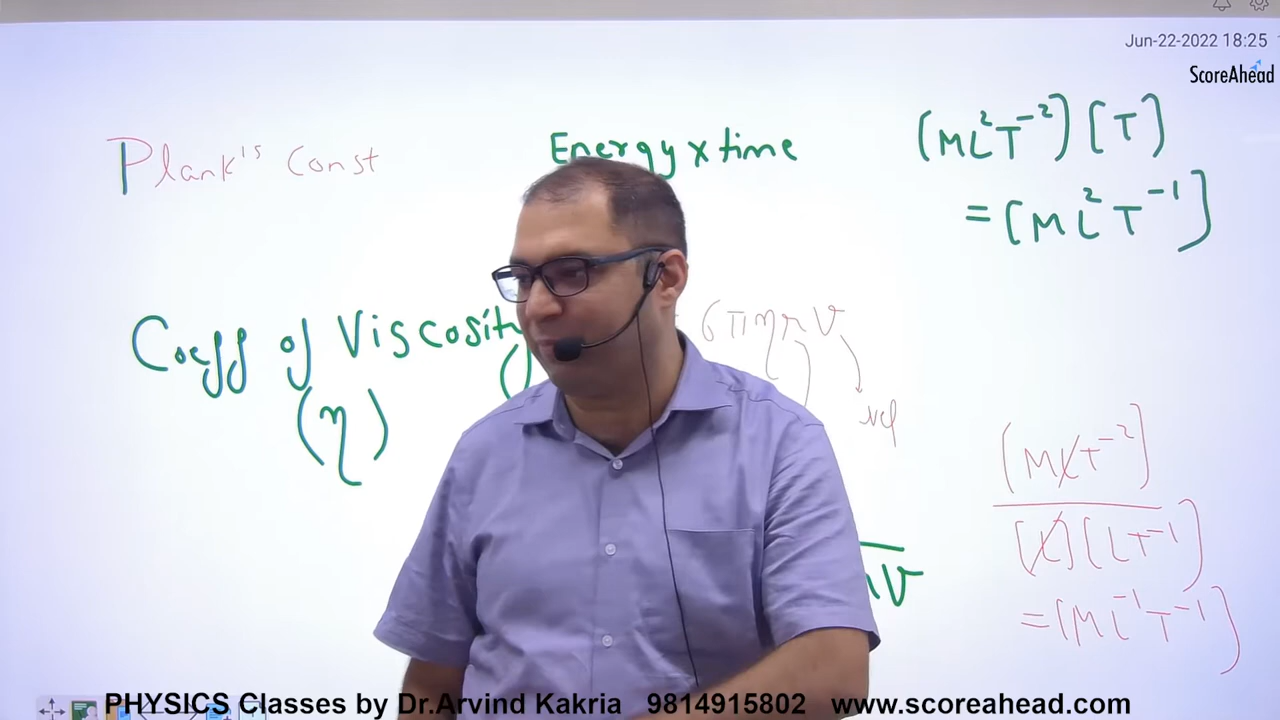 Jun-22-2022 18:25
ScoreAhead
Plank's Const
Energy x time
(ML²T⁻²) [T]
= [ML²T⁻¹]
Coeff of Viscosity
6πηrv
(η)
vel
(MLT⁻²)
[L] [LT⁻¹]
= [ML⁻¹T⁻¹]
PHYSICS Classes by Dr.Arvind Kakria 9814915802 www.scoreahead.com